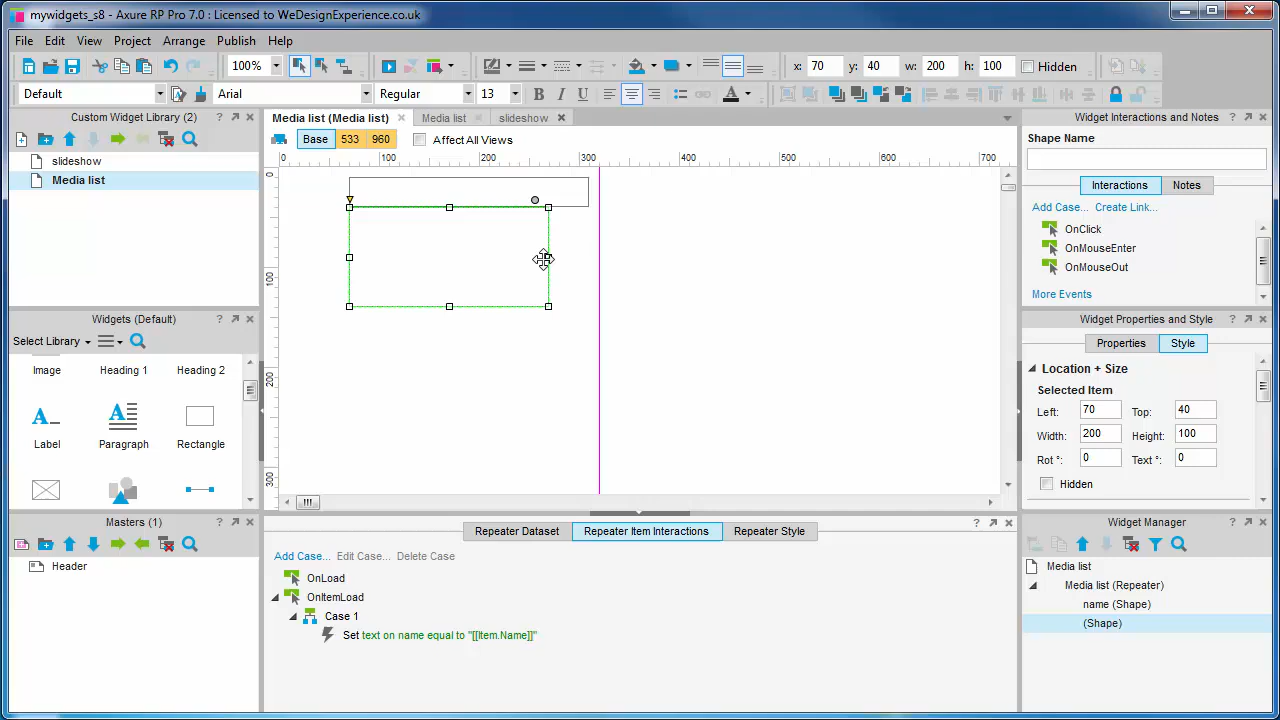 mywidgets_s8 - Axure RP Pro 7.0 : Licensed to WeDesignExperience.co.uk
File Edit View Project Arrange Publish Help
100% x: 70 y: 40 w: 200 h: 100 Hidden
Default Arial Regular 13 B I U A
Custom Widget Library (2) ? 
slideshow
Media list
Widgets (Default) ?
Select Library
Image Heading 1 Heading 2
A Label Paragraph Rectangle
Masters (1) ?
Header
Media list (Media list) Media list slideshow
Base 533 960 Affect All Views
0 100 200 300 400 500 600 700
0
100
200
300
Repeater Dataset Repeater Item Interactions Repeater Style ?
Add Case... Edit Case... Delete Case
OnLoad
OnItemLoad
Case 1
Set text on name equal to "[[Item.Name]]"
Widget Interactions and Notes ?
Shape Name
Interactions Notes
Add Case... Create Link...
OnClick
OnMouseEnter
OnMouseOut
More Events
Widget Properties and Style ?
Properties Style
Location + Size
Selected Item
Left: 70 Top: 40
Width: 200 Height: 100
Rot °: 0 Text °: 0
Hidden
Widget Manager ?
Media list
Media list (Repeater)
name (Shape)
(Shape)